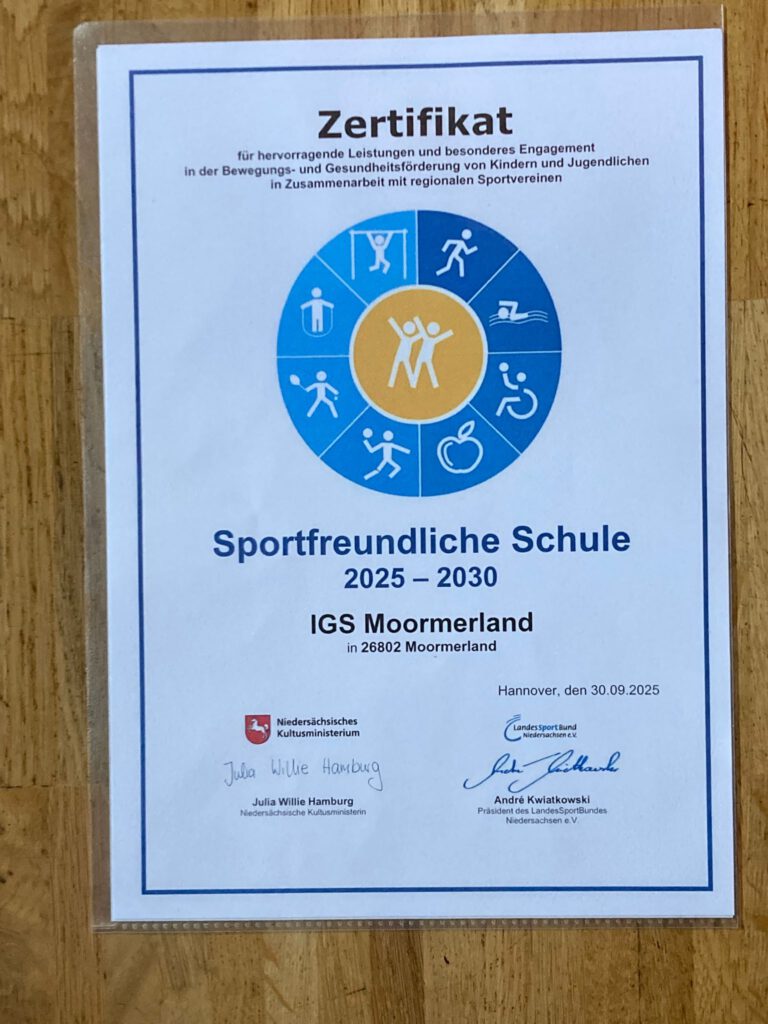 Zertifikat
für hervorragende Leistungen und besonderes Engagement
in der Bewegungs- und Gesundheitsförderung von Kindern und Jugendlichen
in Zusammenarbeit mit regionalen Sportvereinen
Sportfreundliche Schule
2025 – 2030
IGS Moormerland
in 26802 Moormerland
Hannover, den 30.09.2025
Niedersächsisches
Kultusministerium
LandesSportBund
Niedersachsen e.V.
Julia Willie Hamburg
Julia Willie Hamburg
Niedersächsische Kultusministerin
André Kwiatkowski
Präsident des LandesSportBundes
Niedersachsen e.V.